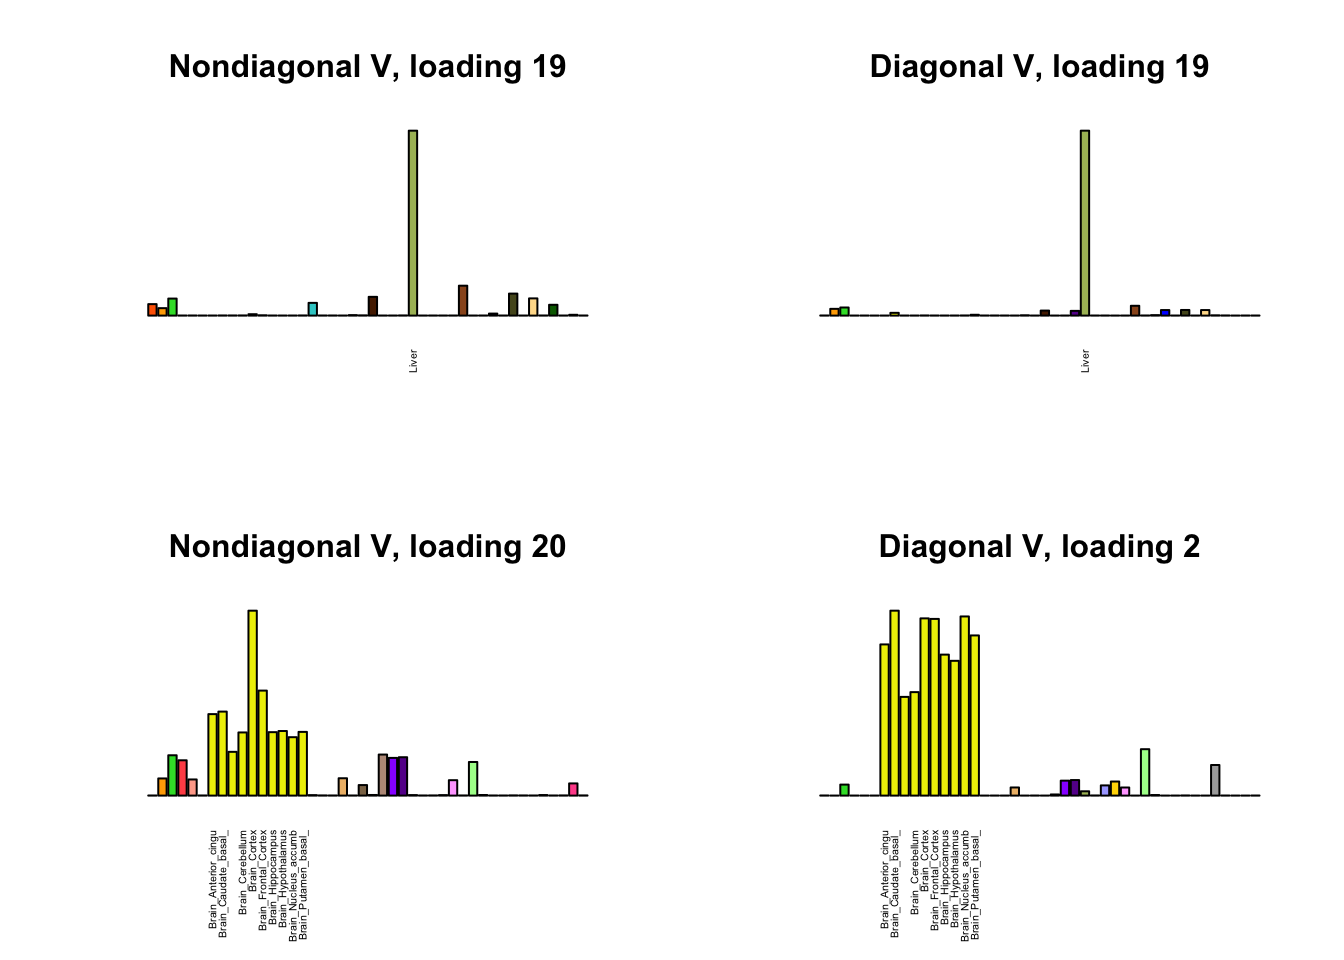 Nondiagonal V, loading 19
Diagonal V, loading 19
Liver
Liver
Nondiagonal V, loading 20
Diagonal V, loading 2
Brain_Anterior_cingu
Brain_Caudate_basal_
Brain_Cerebellum
Brain_Cortex
Brain_Frontal_Cortex
Brain_Hippocampus
Brain_Hypothalamus
Brain_Nucleus_accumb
Brain_Putamen_basal_
Brain_Anterior_cingu
Brain_Caudate_basal_
Brain_Cerebellum
Brain_Cortex
Brain_Frontal_Cortex
Brain_Hippocampus
Brain_Hypothalamus
Brain_Nucleus_accumb
Brain_Putamen_basal_